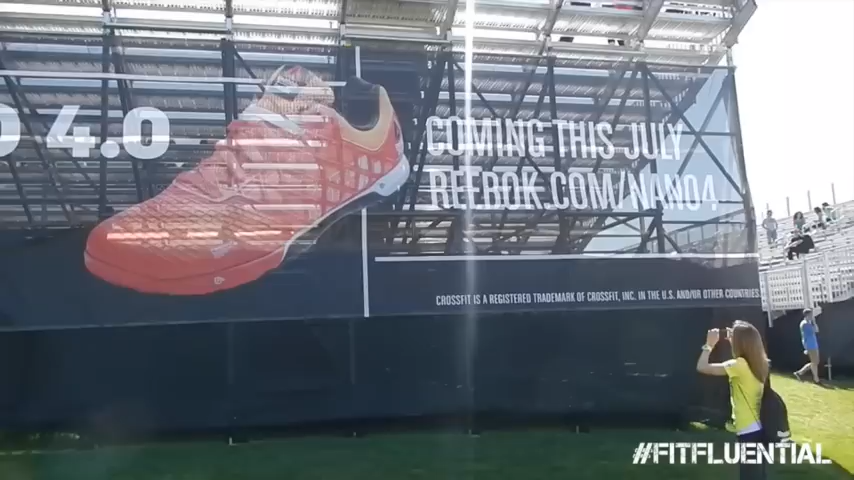 4.0
COMING THIS JULY
REEBOK.COM/NANO4
CROSSFIT IS A REGISTERED TRADEMARK OF CROSSFIT, INC. IN THE U.S. AND/OR OTHER COUNTRIES
#FITFLUENTIAL